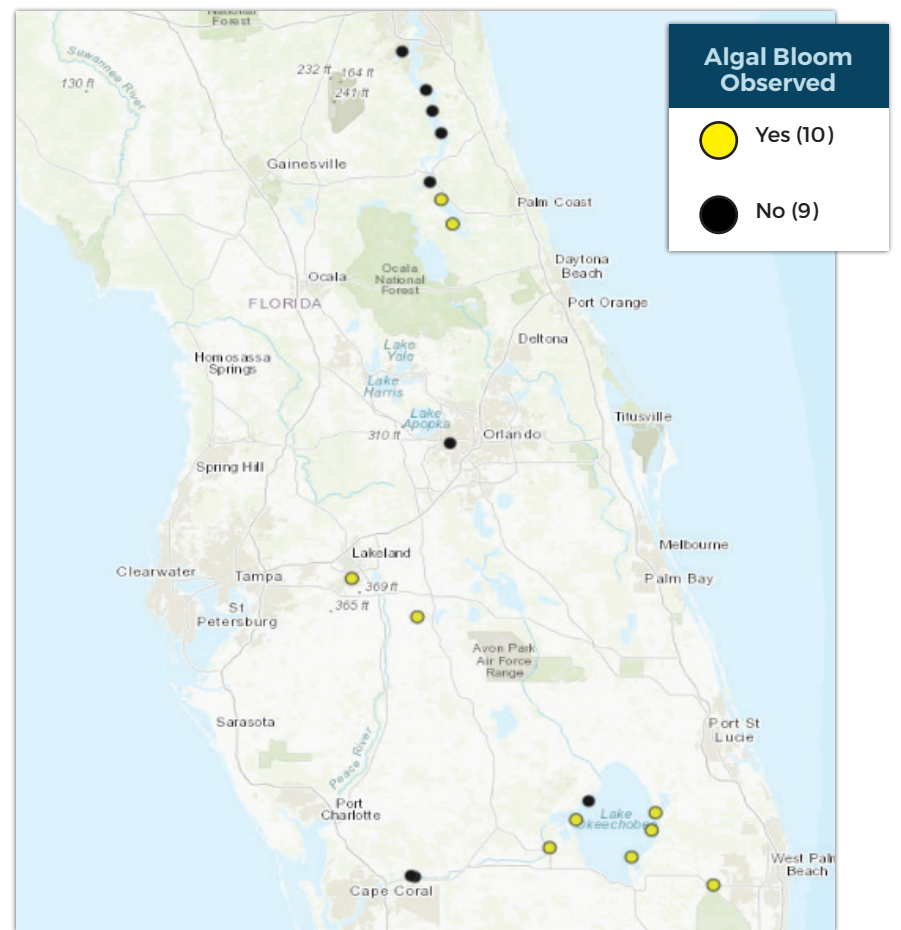 National
Forest
Suwannee River
130 ft
232 ft
164 ft
241 ft
Algal Bloom
Observed
Yes (10)
No (9)
Gainesville
Palm Coast
Ocala
National
Forest
Ocala
FLORIDA
Daytona
Beach
Port Orange
Deltona
Lake
Yale
Homosassa
Springs
Lake
Harris
Lake
Apopka
310 ft
Orlando
Titusville
Spring Hill
Lakeland
Melbourne
Clearwater
Tampa
369 ft
365 ft
Palm Bay
St
Petersburg
Avon Park
Air Force
Range
Sarasota
Port St
Lucie
Peace River
Port
Charlotte
Lake
Okeechobee
West Palm
Beach
Cape Coral